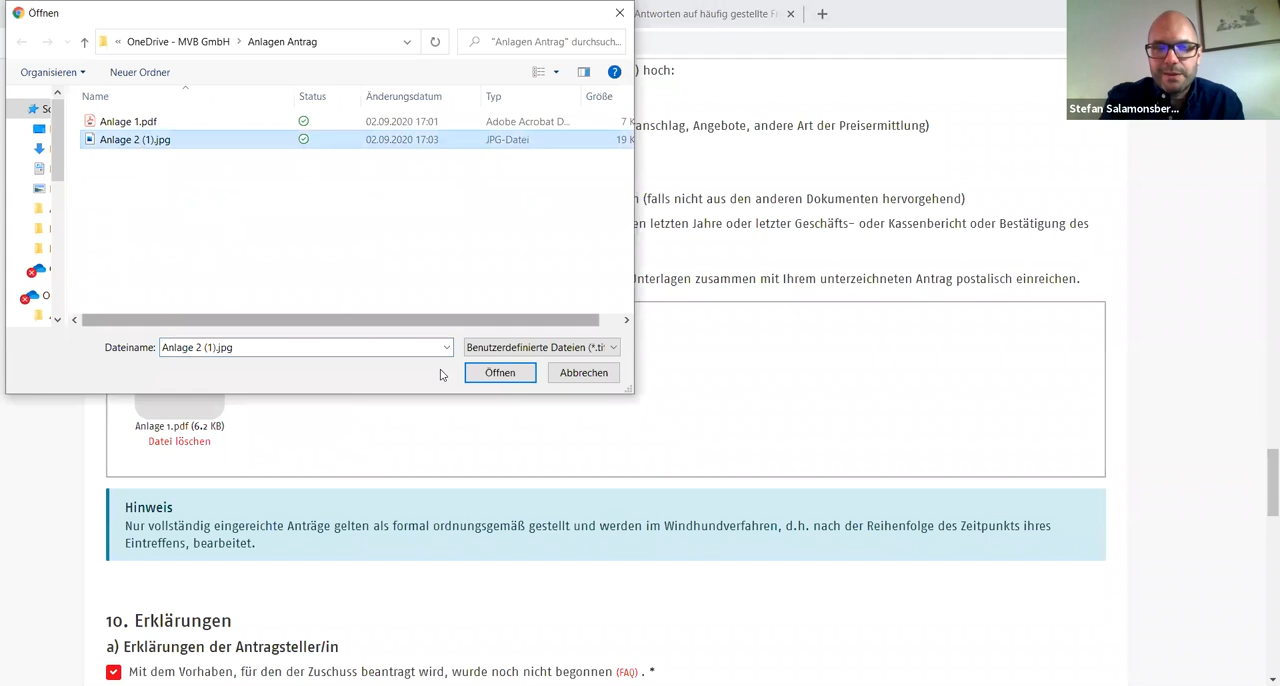 Öffnen
Antworten auf häufig gestellte F
« OneDrive - MVB GmbH > Anlagen Antrag
"Anlagen Antrag" durchsuch...
Organisieren
Neuer Ordner
Name
Status
Änderungsdatum
Typ
Größe
Anlage 1.pdf
02.09.2020 17:01
Adobe Acrobat D...
7 K
Anlage 2 (1).jpg
02.09.2020 17:03
JPG-Datei
19 K
Dateiname:
Anlage 2 (1).jpg
Benutzerdefinierte Dateien (*.tif
Öffnen
Abbrechen
Stefan Salamonsber...
) hoch:
anschlag, Angebote, andere Art der Preisermittlung)
n (falls nicht aus den anderen Dokumenten hervorgehend)
en letzten Jahre oder letzter Geschäfts- oder Kassenbericht oder Bestätigung des
Unterlagen zusammen mit Ihrem unterzeichneten Antrag postalisch einreichen.
Anlage 1.pdf (6.2 KB)
Datei löschen
Hinweis
Nur vollständig eingereichte Anträge gelten als formal ordnungsgemäß gestellt und werden im Windhundverfahren, d.h. nach der Reihenfolge des Zeitpunkts ihres
Eintreffens, bearbeitet.
10. Erklärungen
a) Erklärungen der Antragsteller/in
Mit dem Vorhaben, für den der Zuschuss beantragt wird, wurde noch nicht begonnen (FAQ) . *